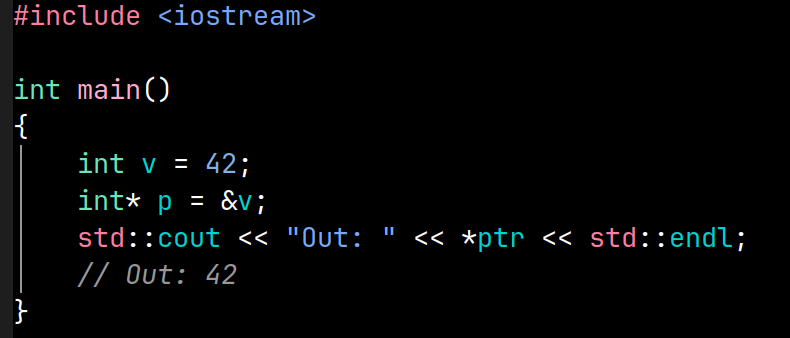 #include <iostream>

int main()
{
    int v = 42;
    int* p = &v;
    std::cout << "Out: " << *ptr << std::endl;
    // Out: 42
}